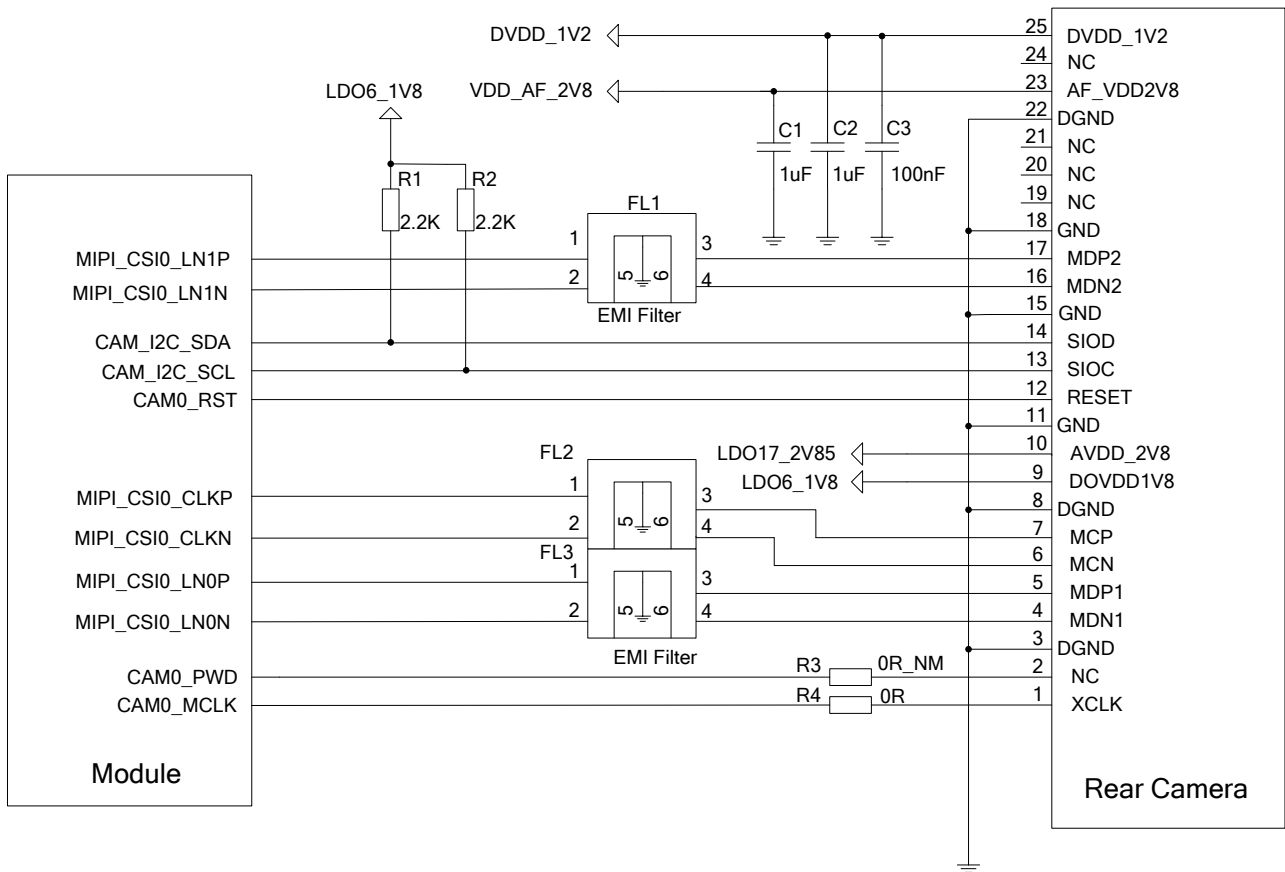 DVDD_1V2
25
DVDD_1V2
24
NC
LDO6_1V8
VDD_AF_2V8
23
AF_VDD2V8
22
DGND
C1
C2
C3
21
NC
1uF
1uF
100nF
20
NC
R1
R2
19
NC
2.2K
2.2K
FL1
18
GND
MIPI_CSI0_LN1P
1
3
17
MDP2
MIPI_CSI0_LN1N
2
5
6
4
16
MDN2
EMI Filter
15
GND
CAM_I2C_SDA
14
SIOD
CAM_I2C_SCL
13
SIOC
CAM0_RST
12
RESET
11
GND
FL2
LDO17_2V85
10
AVDD_2V8
LDO6_1V8
9
DOVDD1V8
MIPI_CSI0_CLKP
1
3
8
DGND
MIPI_CSI0_CLKN
2
5
6
4
7
MCP
FL3
6
MCN
MIPI_CSI0_LN0P
1
3
5
MDP1
MIPI_CSI0_LN0N
2
5
6
4
4
MDN1
EMI Filter
3
DGND
CAM0_PWD
R3
0R_NM
2
NC
CAM0_MCLK
R4
0R
1
XCLK
Module
Rear Camera